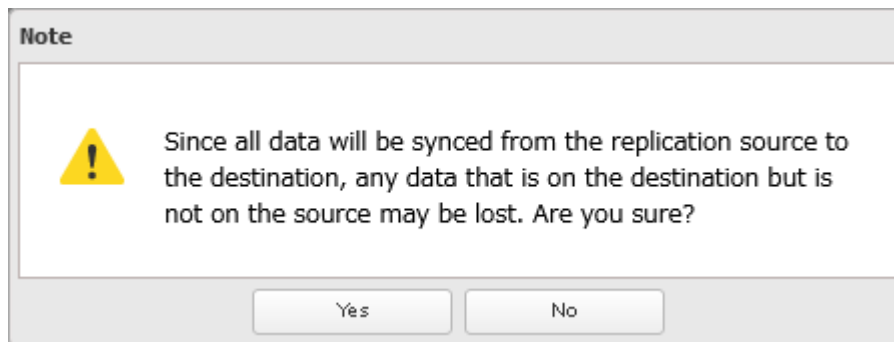 Note
Since all data will be synced from the replication source to
the destination, any data that is on the destination but is
not on the source may be lost. Are you sure?
Yes
No